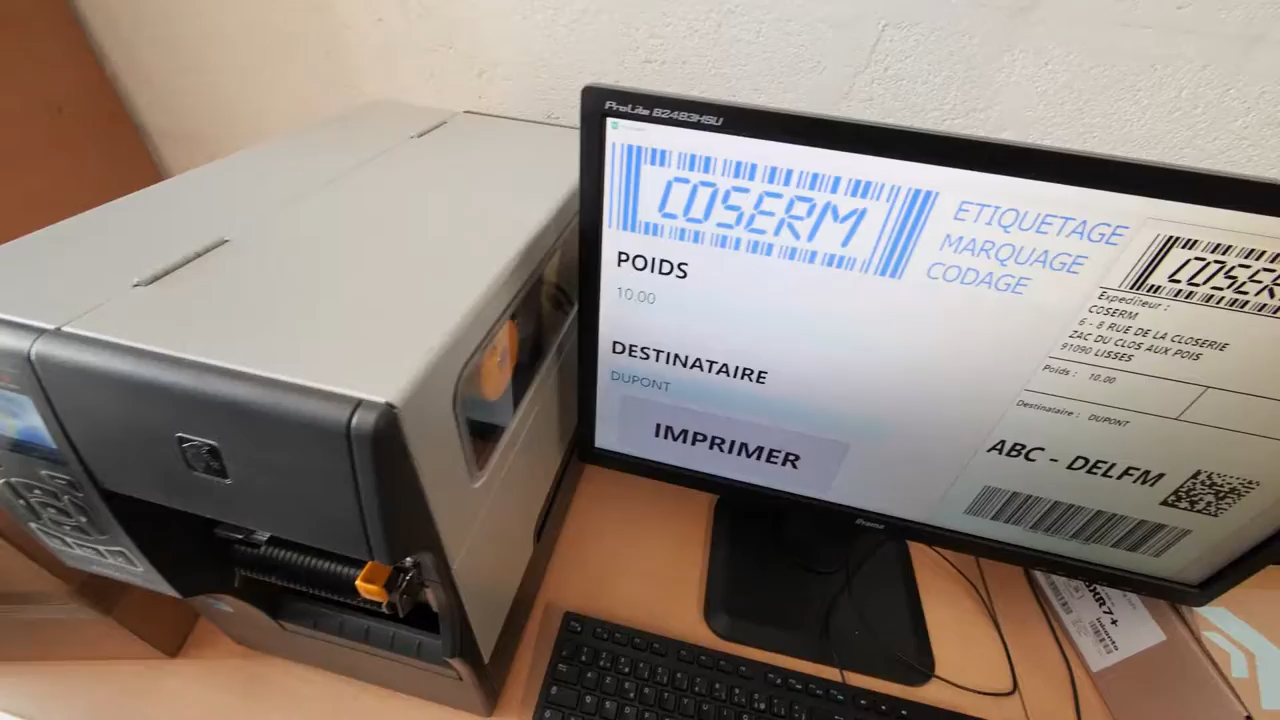 ProLite B2483HSU
COSERM
ETIQUETAGE
MARQUAGE
CODAGE
POIDS
10.00
DESTINATAIRE
DUPONT
IMPRIMER
Expediteur :
COSERM
6 - 8 RUE DE LA CLOSERIE
ZAC DU CLOS AUX POIS
91090 LISSES
Poids : 10.00
Destinataire : DUPONT
ABC - DELFM
iiyama